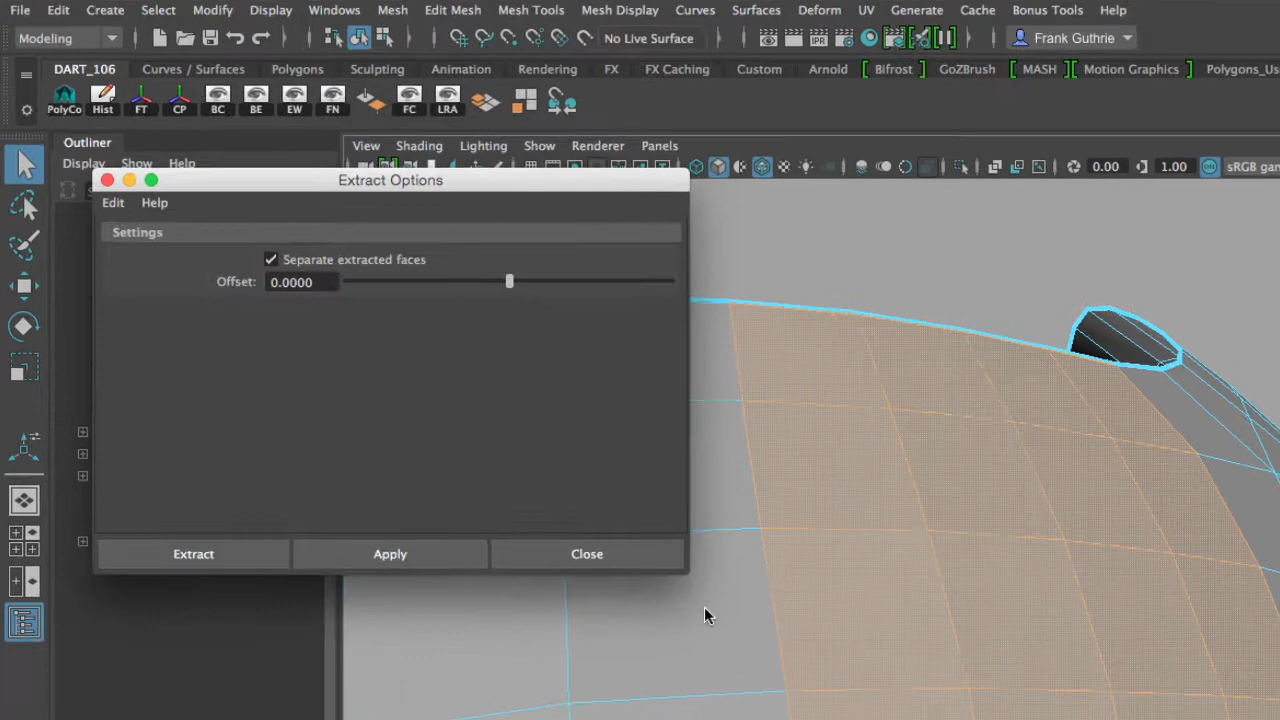 File Edit Create Select Modify Display Windows Mesh Edit Mesh Mesh Tools Mesh Display Curves Surfaces Deform UV Generate Cache Bonus Tools Help
Modeling No Live Surface IPR Frank Guthrie
DART_106 Curves / Surfaces Polygons Sculpting Animation Rendering FX FX Caching Custom Arnold Bifrost GoZBrush MASH Motion Graphics Polygons_Us
PolyCo Hist FT CP BC BE EW FN FC LRA
Outliner
View Shading Lighting Show Renderer Panels
Display Show Help
0.00 1.00 sRGB gam
Extract Options
Edit Help
Settings
Separate extracted faces
Offset: 0.0000
Extract Apply Close